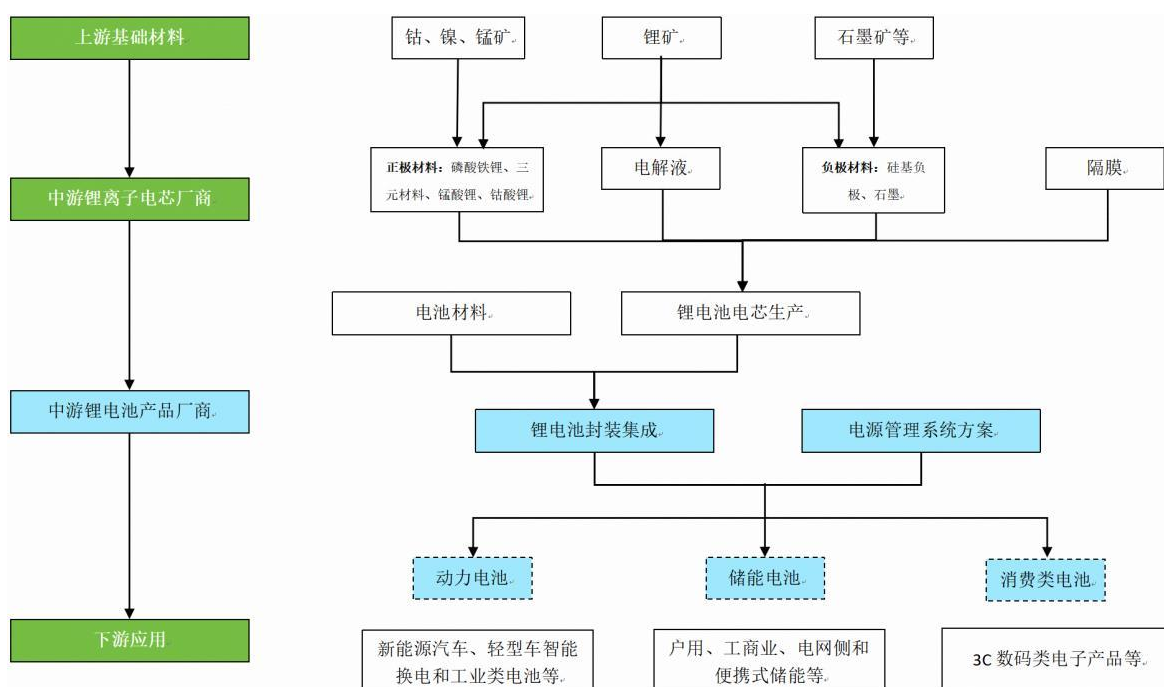 上游基础材料
钴、镍、锰矿
锂矿
石墨矿等
中游锂离子电芯厂商
正极材料：磷酸铁锂、三
元材料、锰酸锂、钴酸锂
电解液
负极材料：硅基负
极、石墨
隔膜
电池材料
锂电池电芯生产
中游锂电池产品厂商
锂电池封装集成
电源管理系统方案
动力电池
储能电池
消费类电池
下游应用
新能源汽车、轻型车智能
换电和工业类电池等
户用、工商业、电网侧和
便携式储能等
3C 数码类电子产品等